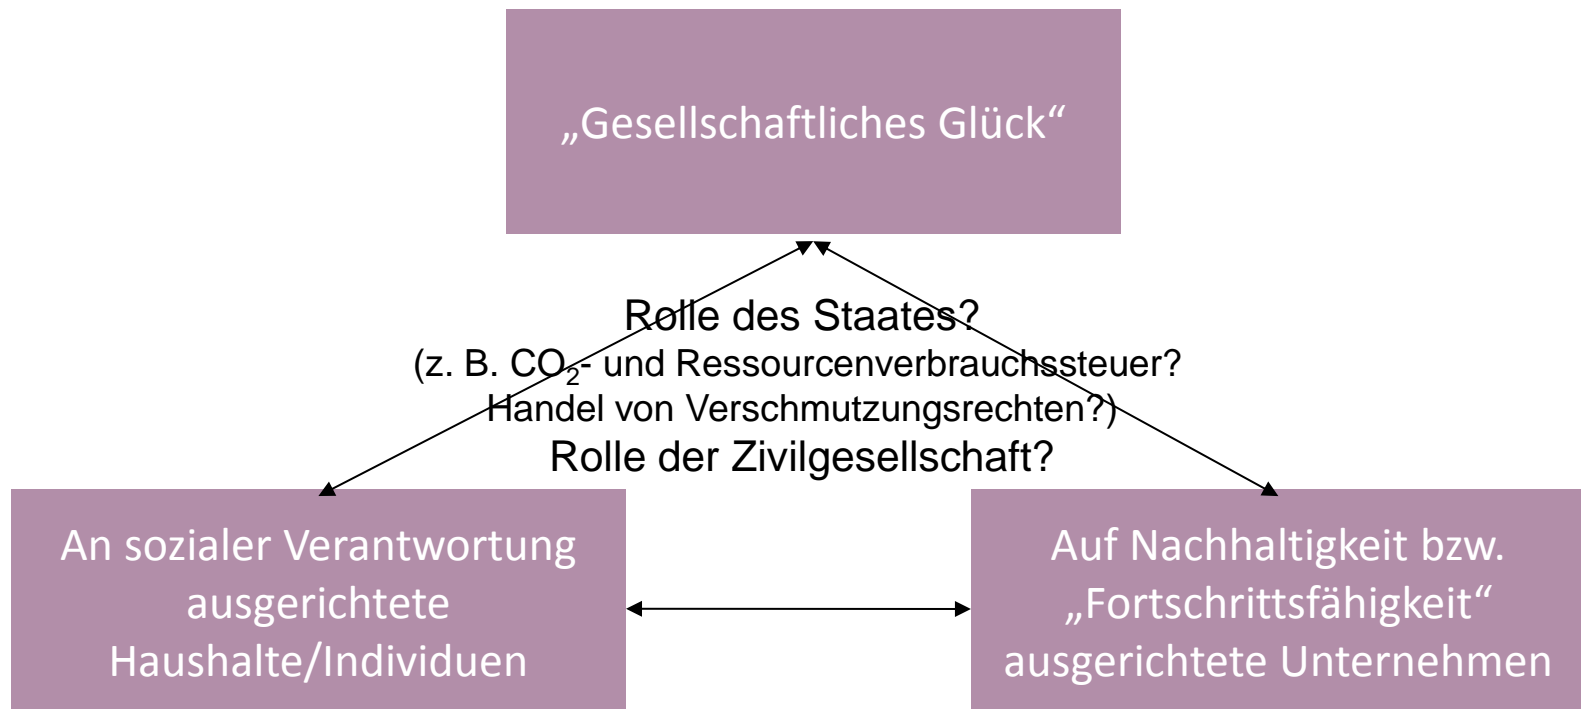 „Gesellschaftliches Glück“
Rolle des Staates?
(z. B. CO₂- und Ressourcenverbrauchssteuer?
Handel von Verschmutzungsrechten?)
Rolle der Zivilgesellschaft?
An sozialer Verantwortung
ausgerichtete
Haushalte/Individuen
Auf Nachhaltigkeit bzw.
„Fortschrittsfähigkeit“
ausgerichtete Unternehmen